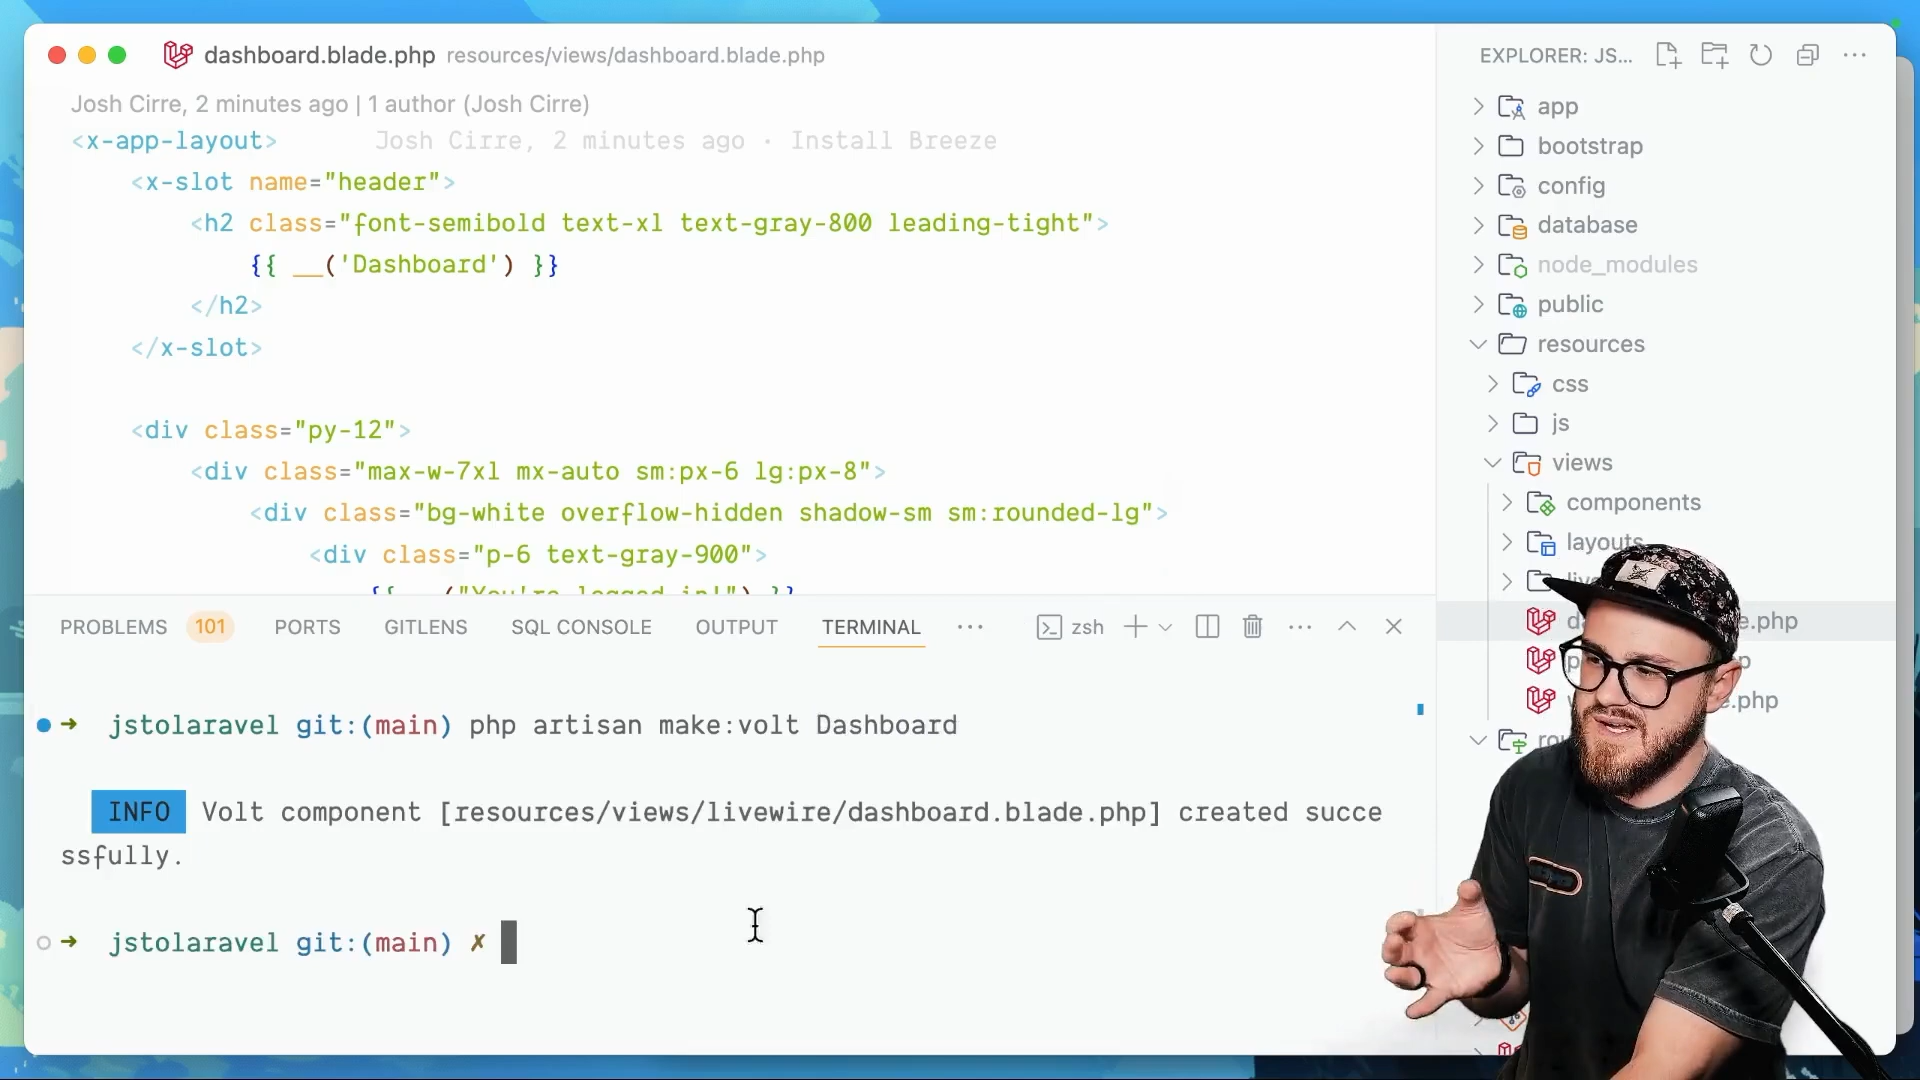 dashboard.blade.php resources/views/dashboard.blade.php
Josh Cirre, 2 minutes ago | 1 author (Josh Cirre)
<x-app-layout> Josh Cirre, 2 minutes ago · Install Breeze
<x-slot name="header">
<h2 class="font-semibold text-xl text-gray-800 leading-tight">
{{ __('Dashboard') }}
</h2>
</x-slot>
<div class="py-12">
<div class="max-w-7xl mx-auto sm:px-6 lg:px-8">
<div class="bg-white overflow-hidden shadow-sm sm:rounded-lg">
<div class="p-6 text-gray-900">
{{ __("You're logged in!") }}
PROBLEMS 101 PORTS GITLENS SQL CONSOLE OUTPUT TERMINAL ··· zsh
➜ jstolaravel git:(main) php artisan make:volt Dashboard
INFO Volt component [resources/views/livewire/dashboard.blade.php] created succe
ssfully.
➜ jstolaravel git:(main) ✗
EXPLORER: JS...
app
bootstrap
config
database
node_modules
public
resources
css
js
views
components
layouts
e.php
p
e.php